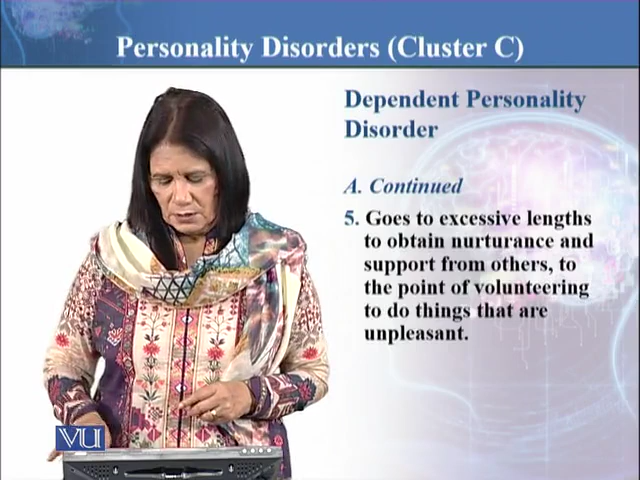 Personality Disorders (Cluster C)
Dependent Personality
Disorder
A. Continued
5. Goes to excessive lengths
to obtain nurturance and
support from others, to
the point of volunteering
to do things that are
unpleasant.
VU